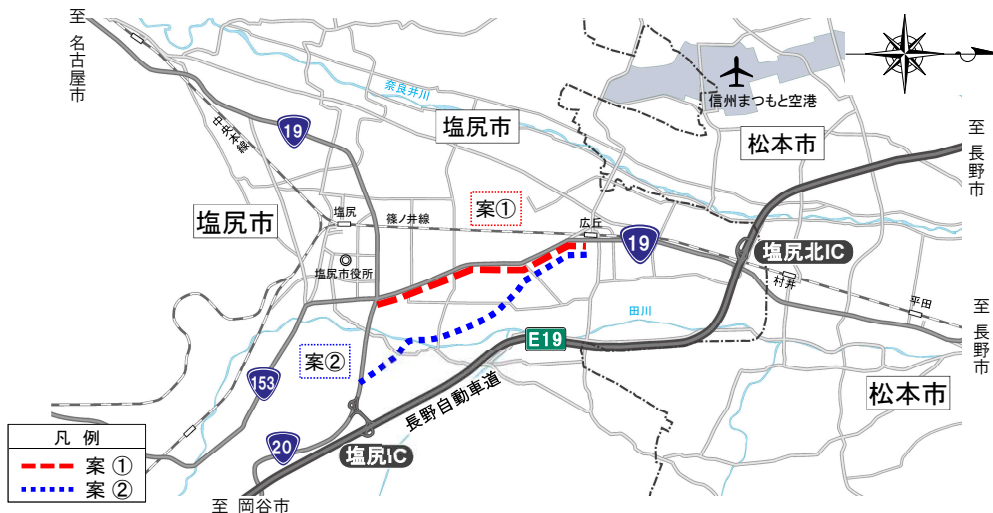 至 名古屋市
奈良井川
信州まつもと空港
塩尻市
松本市
至 長野市
19
中央本線
塩尻市
塩尻
篠ノ井線
案①
広丘
19
塩尻北IC
村井
平田
塩尻市役所
田川
至 長野市
E19
案②
長野自動車道
153
松本市
20
塩尻IC
凡 例
案 ①
案 ②
至 岡谷市